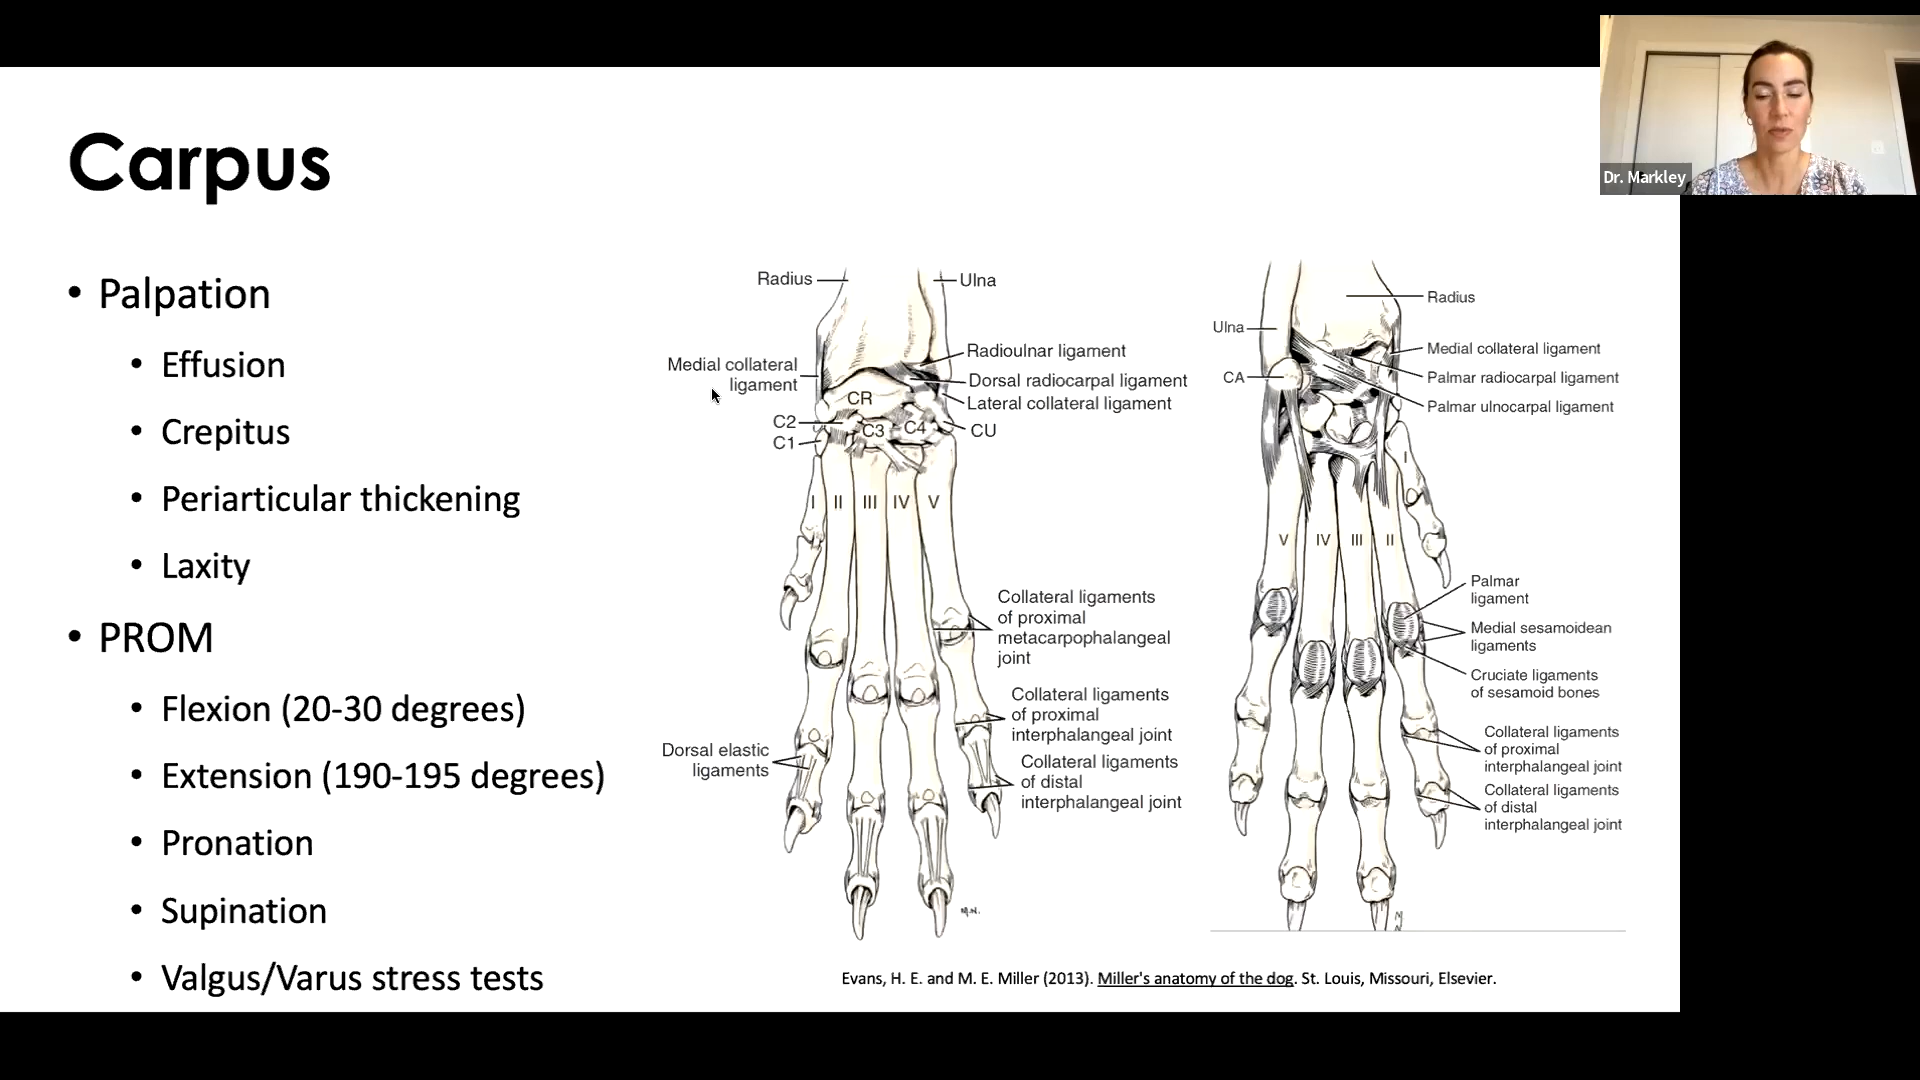 Carpus
• Palpation
• Effusion
• Crepitus
• Periarticular thickening
• Laxity
• PROM
• Flexion (20-30 degrees)
• Extension (190-195 degrees)
• Pronation
• Supination
• Valgus/Varus stress tests
Radius
Ulna
Medial collateral
ligament
Radioulnar ligament
Dorsal radiocarpal ligament
Lateral collateral ligament
CR
C2
C1
C3
C4
CU
I
II
III
IV
V
Collateral ligaments
of proximal
metacarpophalangeal
joint
Collateral ligaments
of proximal
interphalangeal joint
Dorsal elastic
ligaments
Collateral ligaments
of distal
interphalangeal joint
M.N.
Radius
Ulna
Medial collateral ligament
CA
Palmar radiocarpal ligament
Palmar ulnocarpal ligament
I
V
IV
III
II
Palmar
ligament
Medial sesamoidean
ligaments
Cruciate ligaments
of sesamoid bones
Collateral ligaments
of proximal
interphalangeal joint
Collateral ligaments
of distal
interphalangeal joint
Evans, H. E. and M. E. Miller (2013). Miller's anatomy of the dog. St. Louis, Missouri, Elsevier.
Dr. Markley